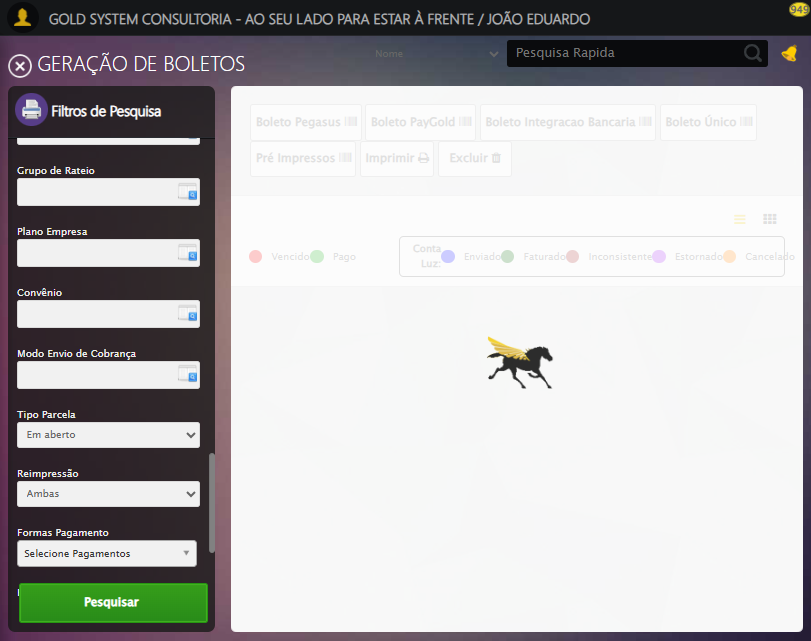 GOLD SYSTEM CONSULTORIA - AO SEU LADO PARA ESTAR À FRENTE / JOÃO EDUARDO
949
GERAÇÃO DE BOLETOS
Nome
Pesquisa Rapida
Filtros de Pesquisa
Grupo de Rateio
Plano Empresa
Convênio
Modo Envio de Cobrança
Tipo Parcela
Em aberto
Reimpressão
Ambas
Formas Pagamento
Selecione Pagamentos
Pesquisar
Boleto Pegasus
Boleto PayGold
Boleto Integracao Bancaria
Boleto Único
Pré Impressos
Imprimir
Excluir
Vencido
Pago
Conta
Luz:
Enviado
Faturado
Inconsistente
Estornado
Cancelado